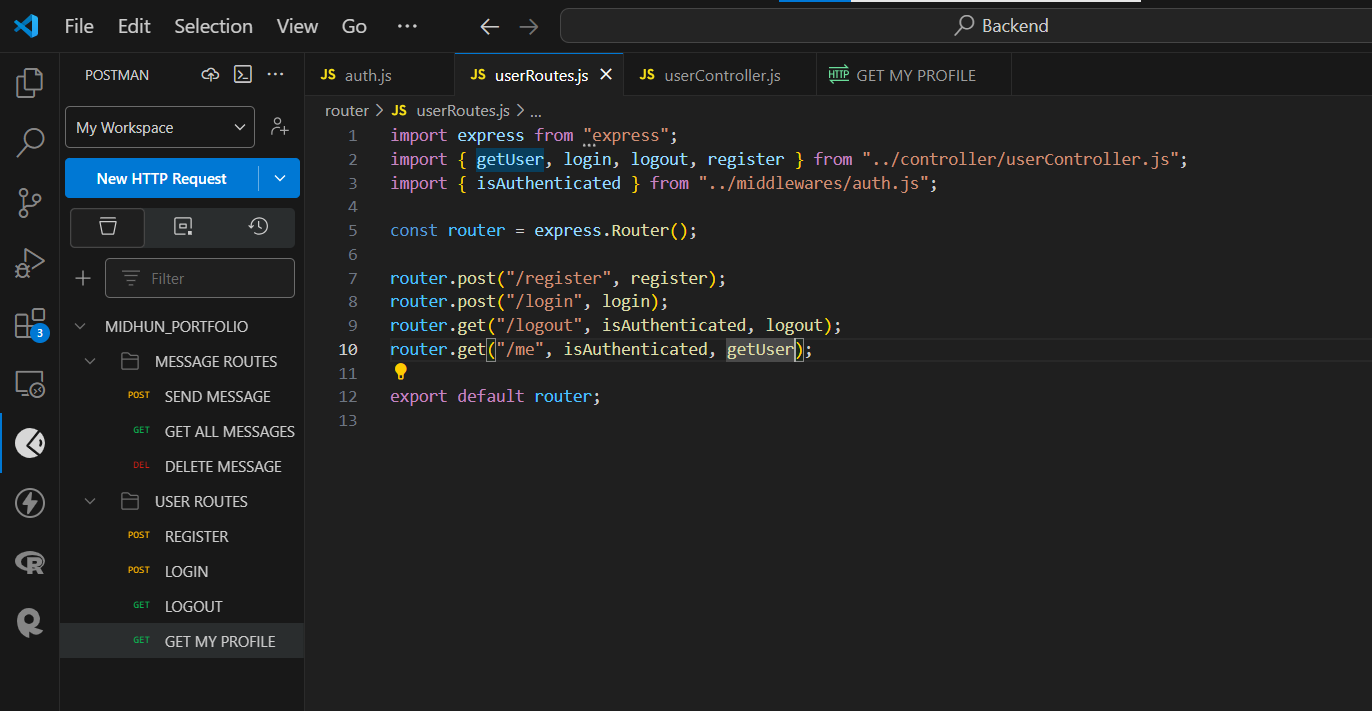 File Edit Selection View Go ···
Backend
POSTMAN
My Workspace
New HTTP Request
Filter
MIDHUN_PORTFOLIO
MESSAGE ROUTES
POST SEND MESSAGE
GET GET ALL MESSAGES
DEL DELETE MESSAGE
USER ROUTES
POST REGISTER
POST LOGIN
GET LOGOUT
GET GET MY PROFILE
3
JS auth.js
JS userRoutes.js
JS userController.js
HTTP GET MY PROFILE
router > JS userRoutes.js > ...
1 import express from "express";
2 import { getUser, login, logout, register } from "../controller/userController.js";
3 import { isAuthenticated } from "../middlewares/auth.js";
4
5 const router = express.Router();
6
7 router.post("/register", register);
8 router.post("/login", login);
9 router.get("/logout", isAuthenticated, logout);
10 router.get("/me", isAuthenticated, getUser);
11
12 export default router;
13